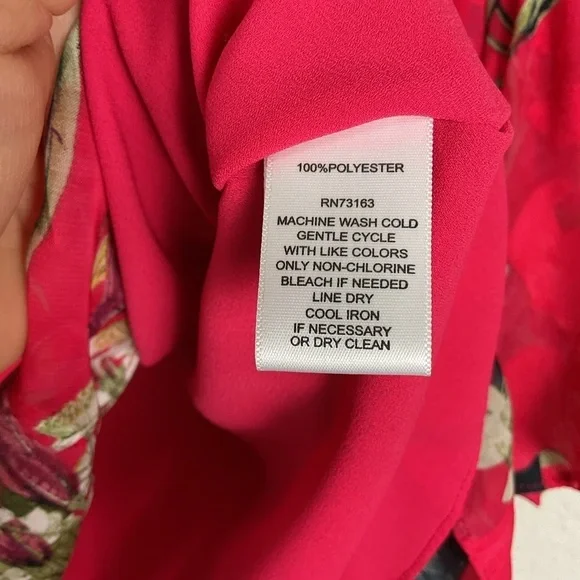 100%POLYESTER
RN73163
MACHINE WASH COLD
GENTLE CYCLE
WITH LIKE COLORS
ONLY NON-CHLORINE
BLEACH IF NEEDED
LINE DRY
COOL IRON
IF NECESSARY
OR DRY CLEAN